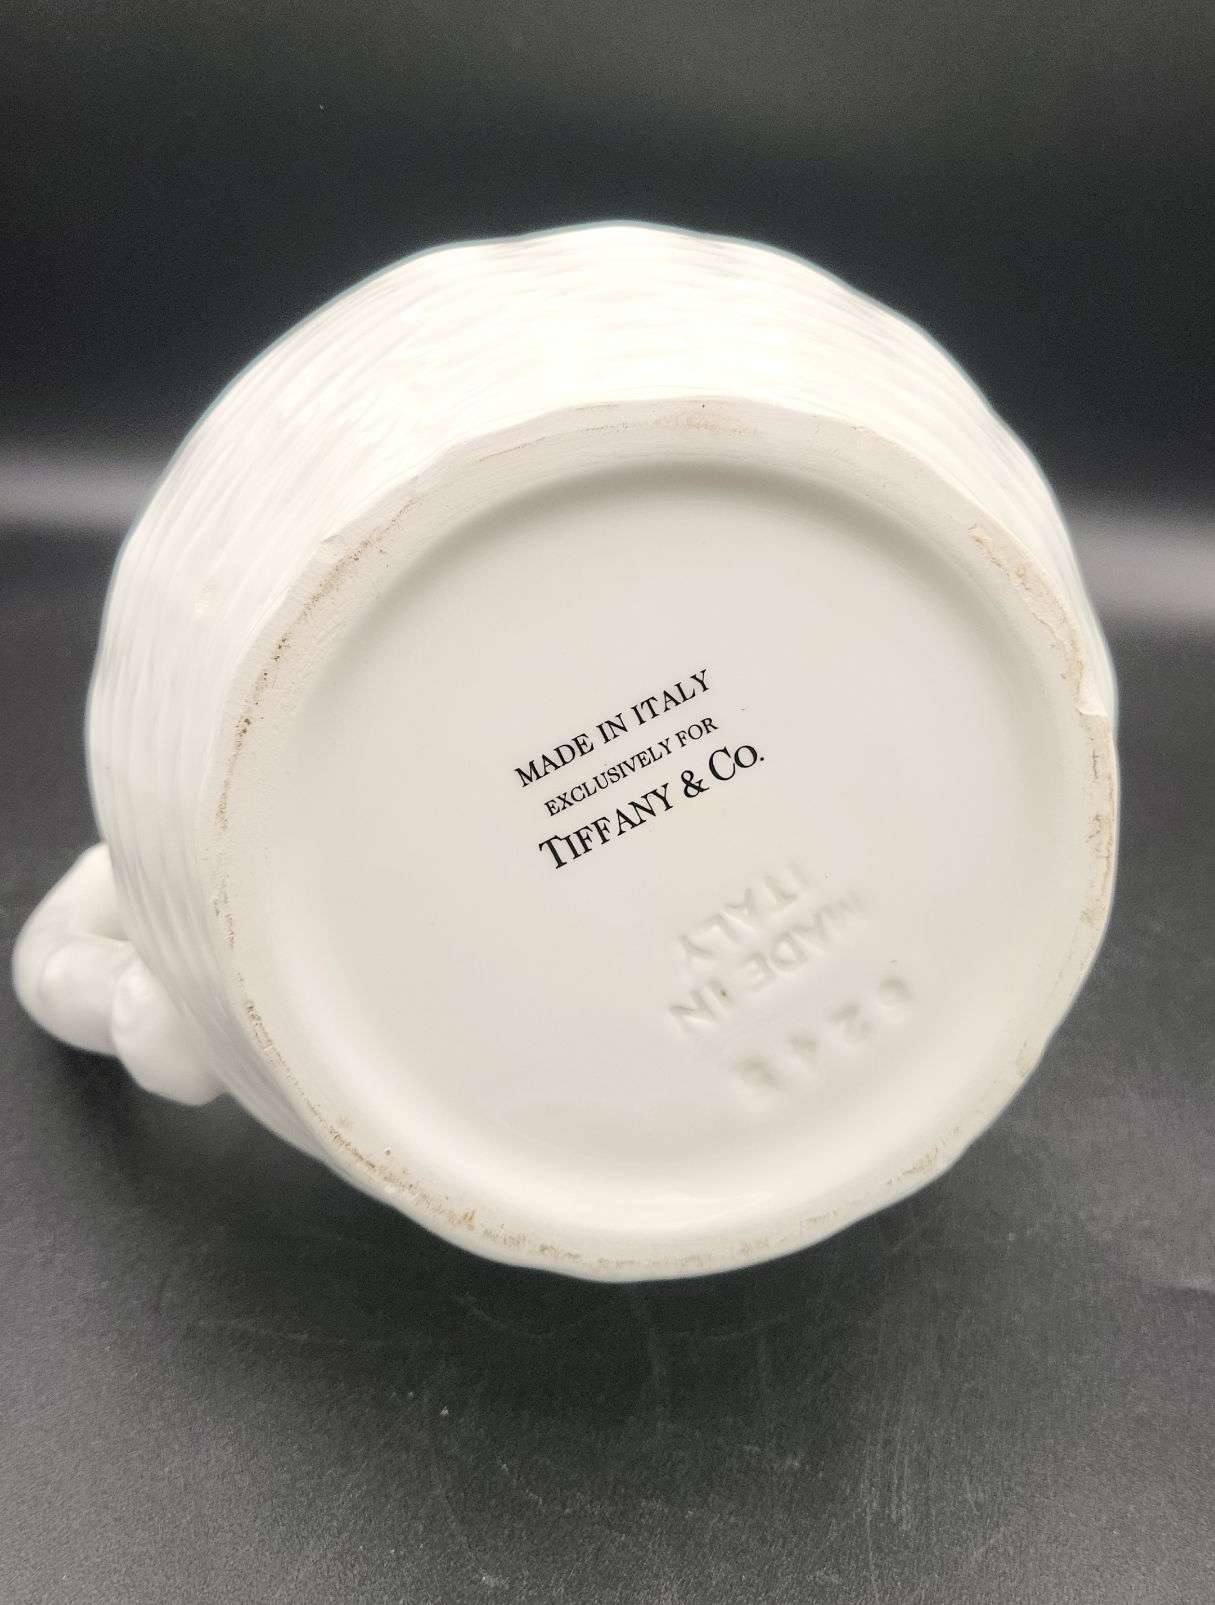 MADE IN ITALY
EXCLUSIVELY FOR
TIFFANY & CO.
MADE IN
ITALY